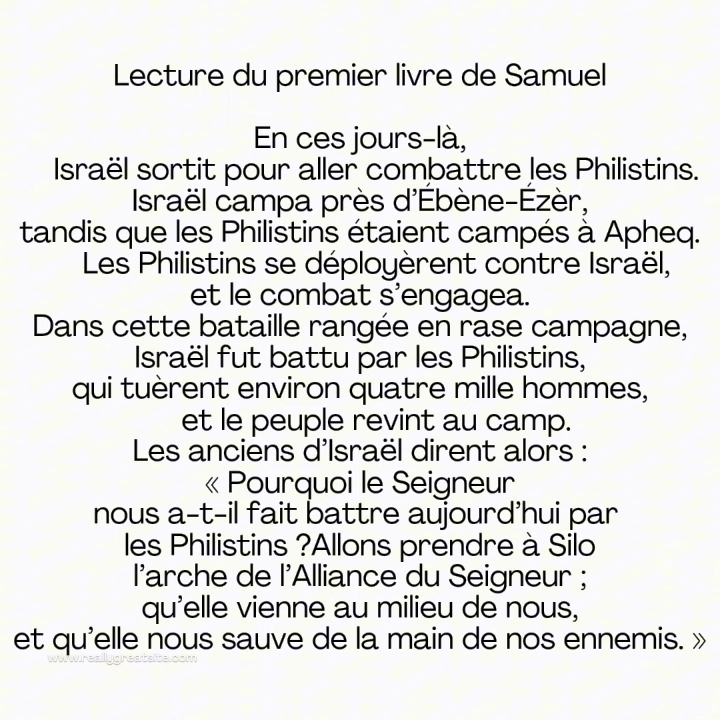 Lecture du premier livre de Samuel
En ces jours-là,
Israël sortit pour aller combattre les Philistins.
Israël campa près d'Ébène-Ézèr,
tandis que les Philistins étaient campés à Apheq.
Les Philistins se déployèrent contre Israël,
et le combat s'engagea.
Dans cette bataille rangée en rase campagne,
Israël fut battu par les Philistins,
qui tuèrent environ quatre mille hommes,
et le peuple revint au camp.
Les anciens d'Israël dirent alors :
« Pourquoi le Seigneur
nous a-t-il fait battre aujourd'hui par
les Philistins ?Allons prendre à Silo
l'arche de l'Alliance du Seigneur ;
qu'elle vienne au milieu de nous,
et qu'elle nous sauve de la main de nos ennemis. »
www.reallygreatsite.com